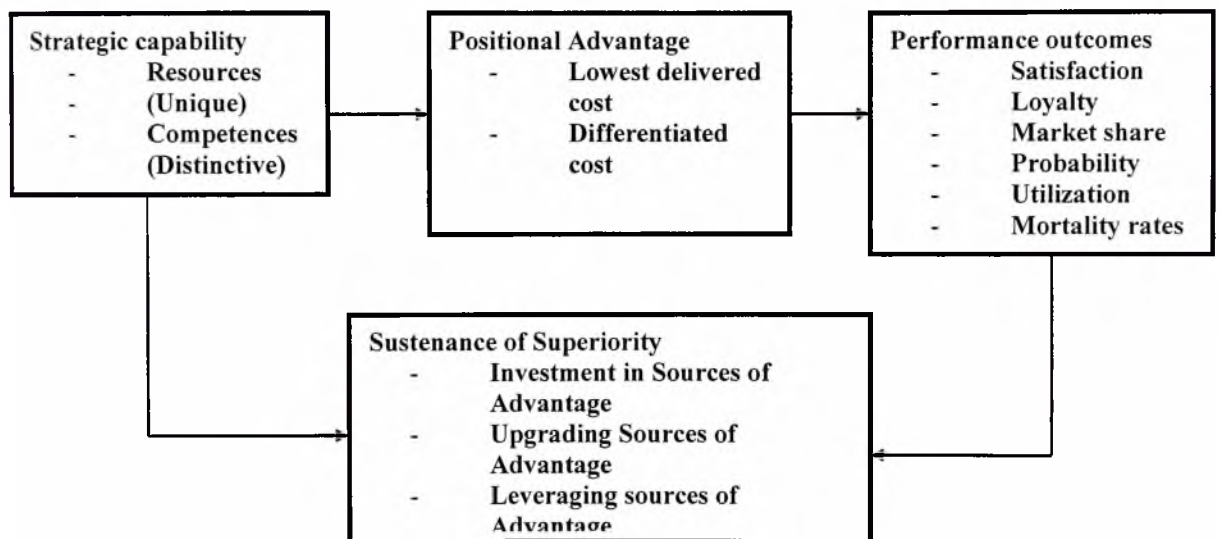 Strategic capability
- Resources
- (Unique)
- Competences
(Distinctive)
Positional Advantage
- Lowest delivered
cost
- Differentiated
cost
Performance outcomes
- Satisfaction
- Loyalty
- Market share
- Probability
- Utilization
- Mortality rates
Sustenance of Superiority
- Investment in Sources of
Advantage
- Upgrading Sources of
Advantage
- Leveraging sources of
Advantage